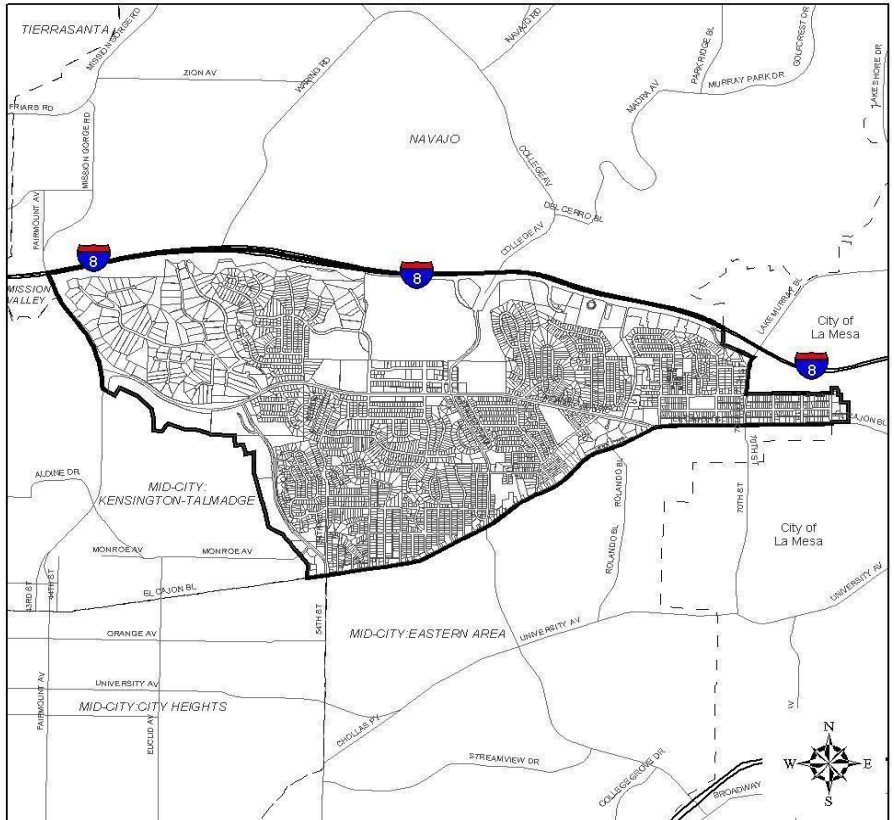 TIERRASANTA
MISSION GORGE RD
ZION AV
WARING RD
NAVAJO RD
PARK RIDGE BL
GOLFCREST DR
MURRAY PARK DR
LAKE SHORE DR
MADRA AV
FRIARS RD
MISSION GORGE RD
NAVAJO
COLLEGE AV
DEL CERRO BL
FAIRMOUNT AV
COLLEGE AV
8
8
MISSION
VALLEY
LAKE MURRAY BL
City of
La Mesa
8
CAJON BL
70TH ST
ALDINE DR
MID-CITY:
KENSINGTON-TALMADGE
ROLANDO BL
70TH ST
City of
La Mesa
MONROE AV
MONROE AV
ROLANDO BL
43RD ST
44TH ST
EL CAJON BL
54TH ST
UNIVERSITY AV
ORANGE AV
MID-CITY:EASTERN AREA
UNIVERSITY AV
UNIVERSITY AV
FAIRMOUNT AV
MID-CITY:CITY HEIGHTS
EUCLID AV
CHOLLAS PY
STREAMVIEW DR
COLLEGE GROVE DR
BROADWAY
N
W
E
S